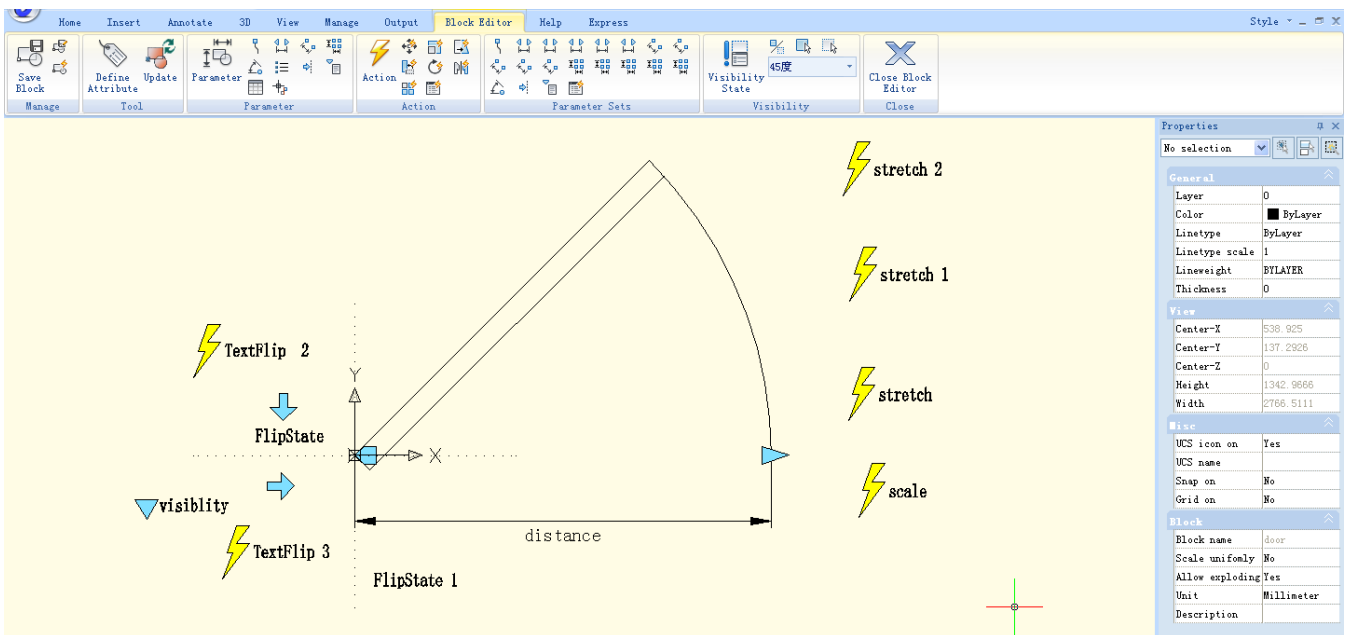 Home Insert Annotate 3D View Manage Output Block Editor Help Express Style
Save Block
Define Attribute
Update
Parameter
Action
Visibility State
45度
Close Block Editor
Manage Tool Parameter Action Parameter Sets Visibility Close
Properties
No selection
General
Layer 0
Color ByLayer
Linetype ByLayer
Linetype scale 1
Lineweight BYLAYER
Thickness 0
View
Center-X 538.925
Center-Y 137.2926
Center-Z 0
Height 1342.9666
Width 2766.5111
Misc
UCS icon on Yes
UCS name
Snap on No
Grid on No
Block
Block name door
Scale unifomly No
Allow exploding Yes
Unit Millimeter
Description
stretch 2
stretch 1
TextFlip 2
Y
stretch
FlipState
X
scale
visiblity
distance
TextFlip 3
FlipState 1